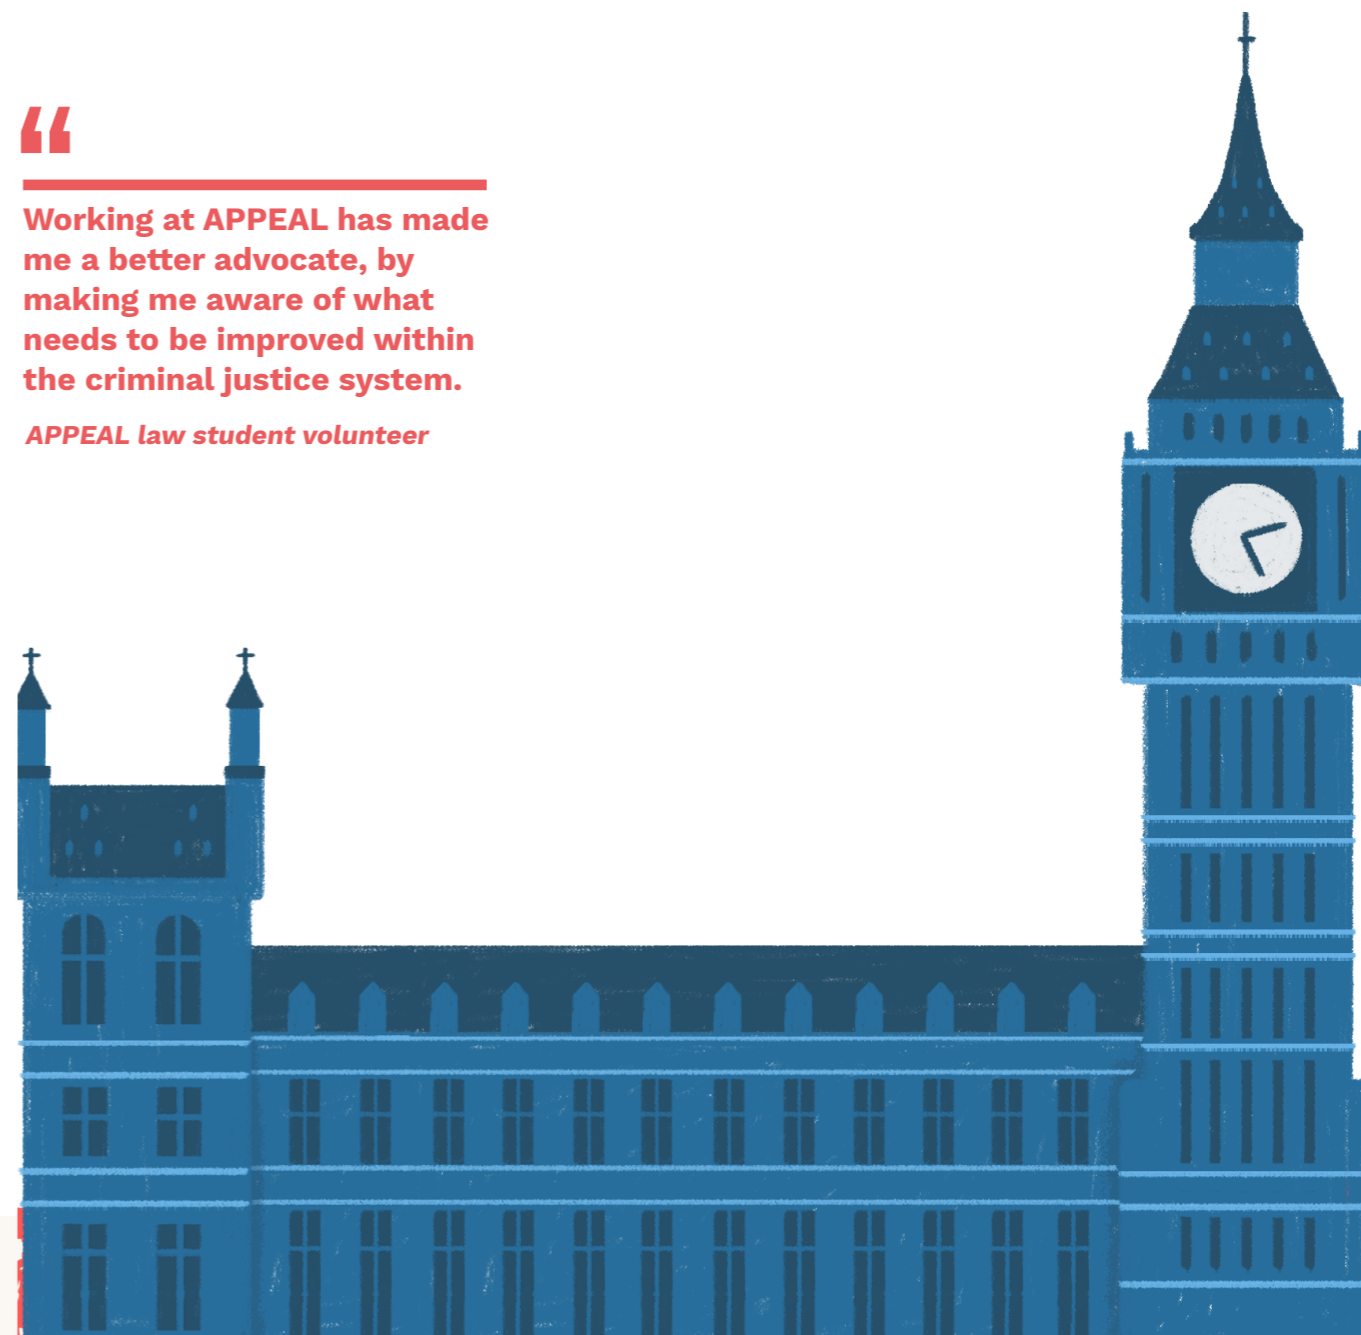 “
Working at APPEAL has made
me a better advocate, by
making me aware of what
needs to be improved within
the criminal justice system.
APPEAL law student volunteer